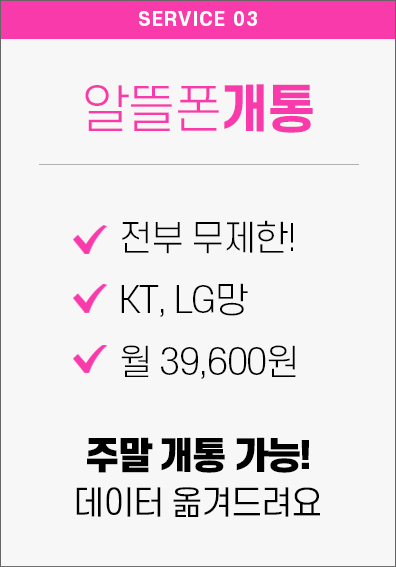 SERVICE 03
알뜰폰개통
전부 무제한!
KT, LG망
월 39,600원
주말 개통 가능!
데이터 옮겨드려요